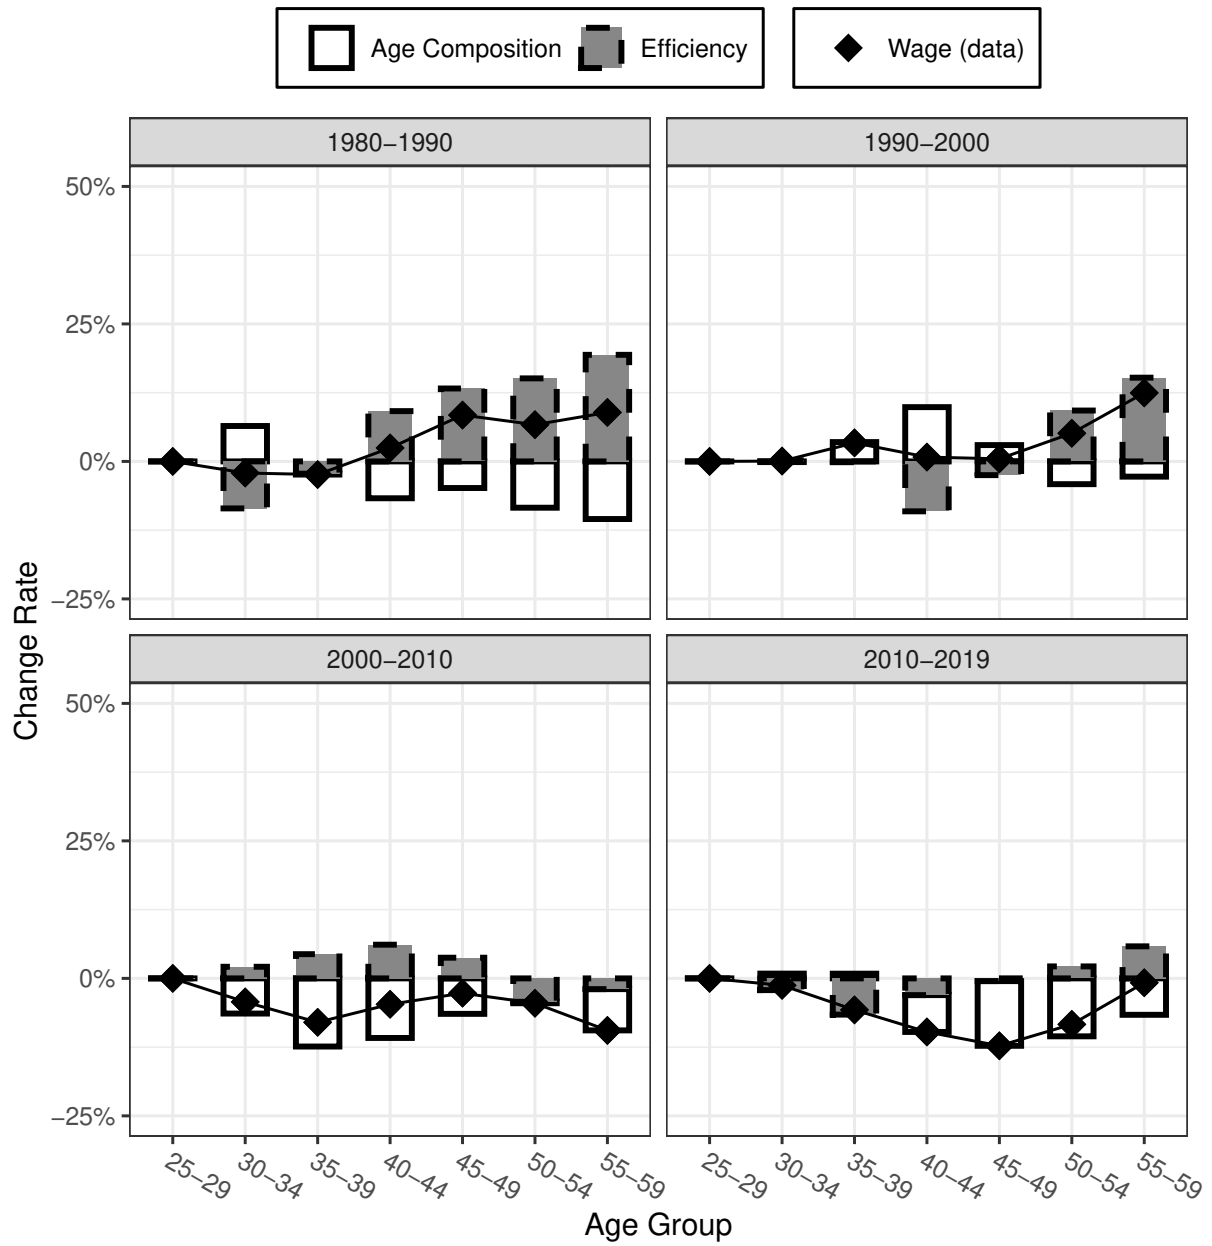 Age Composition Efficiency Wage (data)
1980−1990 1990−2000
50%
25%
0%
−25%
2000−2010 2010−2019
50%
25%
0%
−25%
Change Rate
25−29 30−34 35−39 40−44 45−49 50−54 55−59 25−29 30−34 35−39 40−44 45−49 50−54 55−59
Age Group